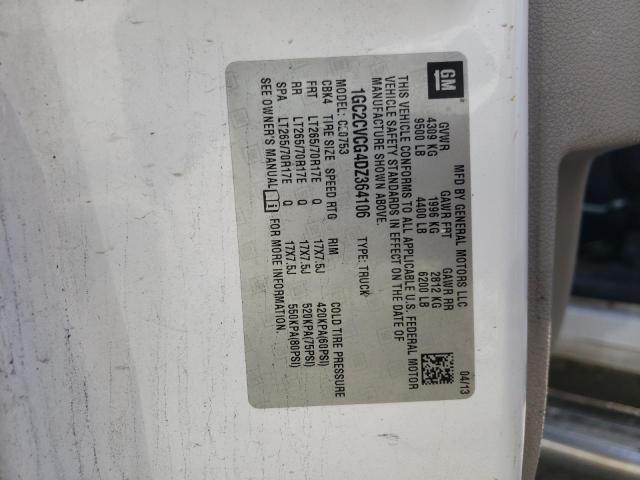 GM
MFD BY GENERAL MOTORS LLC 04/13
GVWR GAWR FRT GAWR RR
4309 KG 1996 KG 2812 KG
9500 LB 4400 LB 6200 LB
THIS VEHICLE CONFORMS TO ALL APPLICABLE U.S. FEDERAL MOTOR
VEHICLE SAFETY STANDARDS IN EFFECT ON THE DATE OF
MANUFACTURE SHOWN ABOVE.
1GC2CVCG4DZ364106 TYPE: TRUCK
MODEL: C20753
CBK4 TIRE SIZE SPEED RTG RIM COLD TIRE PRESSURE
FRT LT265/70R17E Q 17X7.5J 420KPA(60PSI)
RR LT265/70R17E Q 17X7.5J 520KPA(75PSI)
SPA LT265/70R17E Q 17X7.5J 550KPA(80PSI)
SEE OWNER'S MANUAL